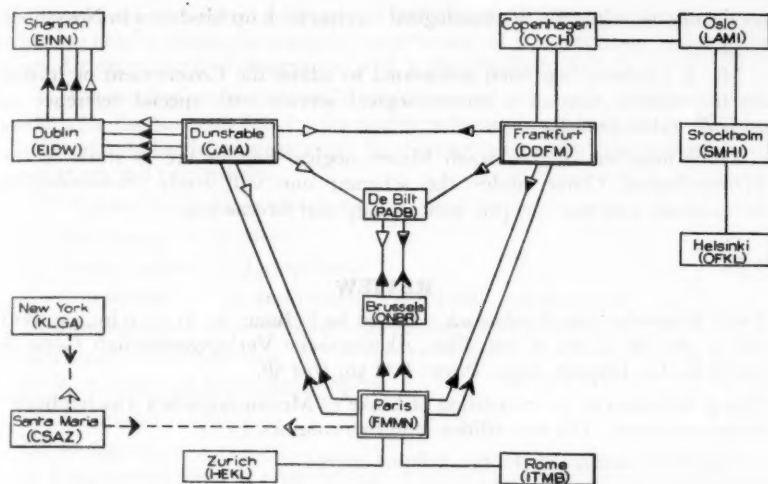 Shannon
(EINN)
Copenhagen
(OYCH)
Oslo
(LAMI)
Dublin
(EIDW)
Dunstable
(GAIA)
Frankfurt
(DDFM)
Stockholm
(SMHI)
De Bilt
(PADB)
Helsinki
(OFKL)
New York
(KLGA)
Brussels
Paris
(FMMN)
Santa Maria
(CSAZ)
Zurich
(HEKL)
Rome
(ITMB)